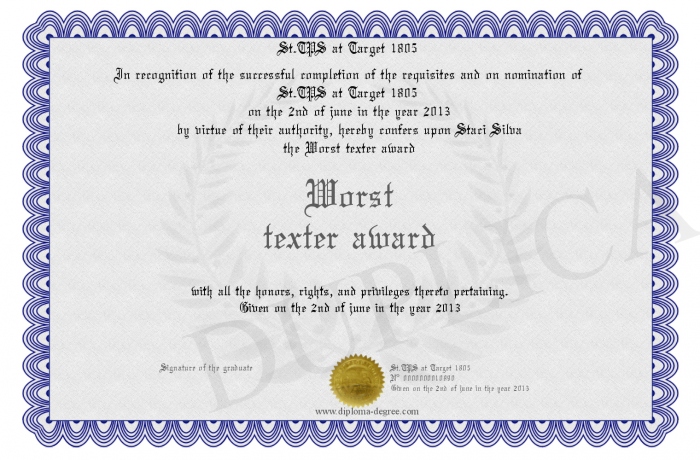 St.TPS at Target 1805
In recognition of the successful completion of the requisites and on nomination of
St.TPS at Target 1805
on the 2nd of june in the year 2013
by virtue of their authority, hereby confers upon Staci Silva
the Worst texter award
Worst
texter award
with all the honors, rights, and privileges thereto pertaining.
Given on the 2nd of june in the year 2013
DUPLICA
Signature of the graduate
St.TPS at Target 1805
N°
Given on the 2nd of june in the year 2013
www.diploma-degree.com